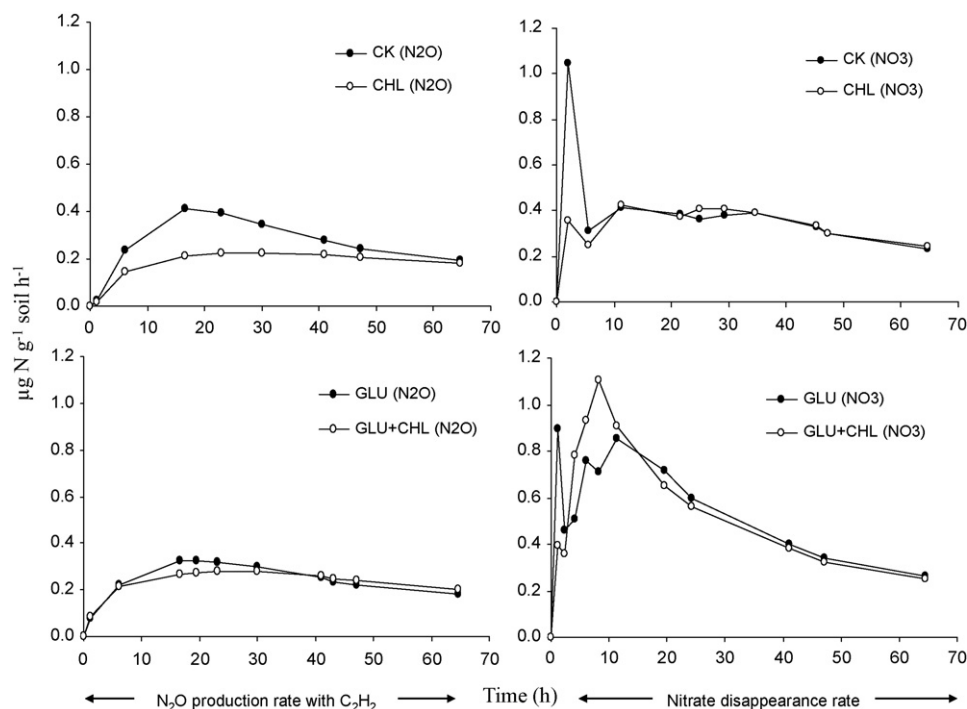 1.2
1.0
0.8
0.6
0.4
0.2
0.0
0 10 20 30 40 50 60 70
CK (N2O)
CHL (N2O)
1.2
1.0
0.8
0.6
0.4
0.2
0.0
0 10 20 30 40 50 60 70
CK (NO3)
CHL (NO3)
µg N g⁻¹ soil h⁻¹
1.2
1.0
0.8
0.6
0.4
0.2
0.0
0 10 20 30 40 50 60 70
GLU (N2O)
GLU+CHL (N2O)
1.2
1.0
0.8
0.6
0.4
0.2
0.0
0 10 20 30 40 50 60 70
GLU (NO3)
GLU+CHL (NO3)
N₂O production rate with C₂H₂
Time (h)
Nitrate disappearance rate